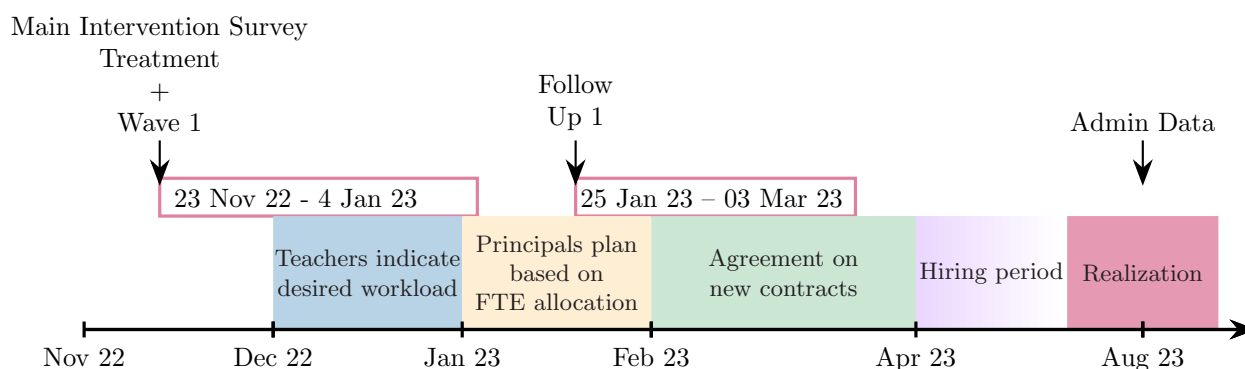 Main Intervention Survey
Treatment
+
Wave 1
Follow
Up 1
Admin Data
23 Nov 22 - 4 Jan 23
25 Jan 23 – 03 Mar 23
Teachers indicate
desired workload
Principals plan
based on
FTE allocation
Agreement on
new contracts
Hiring period
Realization
Nov 22
Dec 22
Jan 23
Feb 23
Apr 23
Aug 23